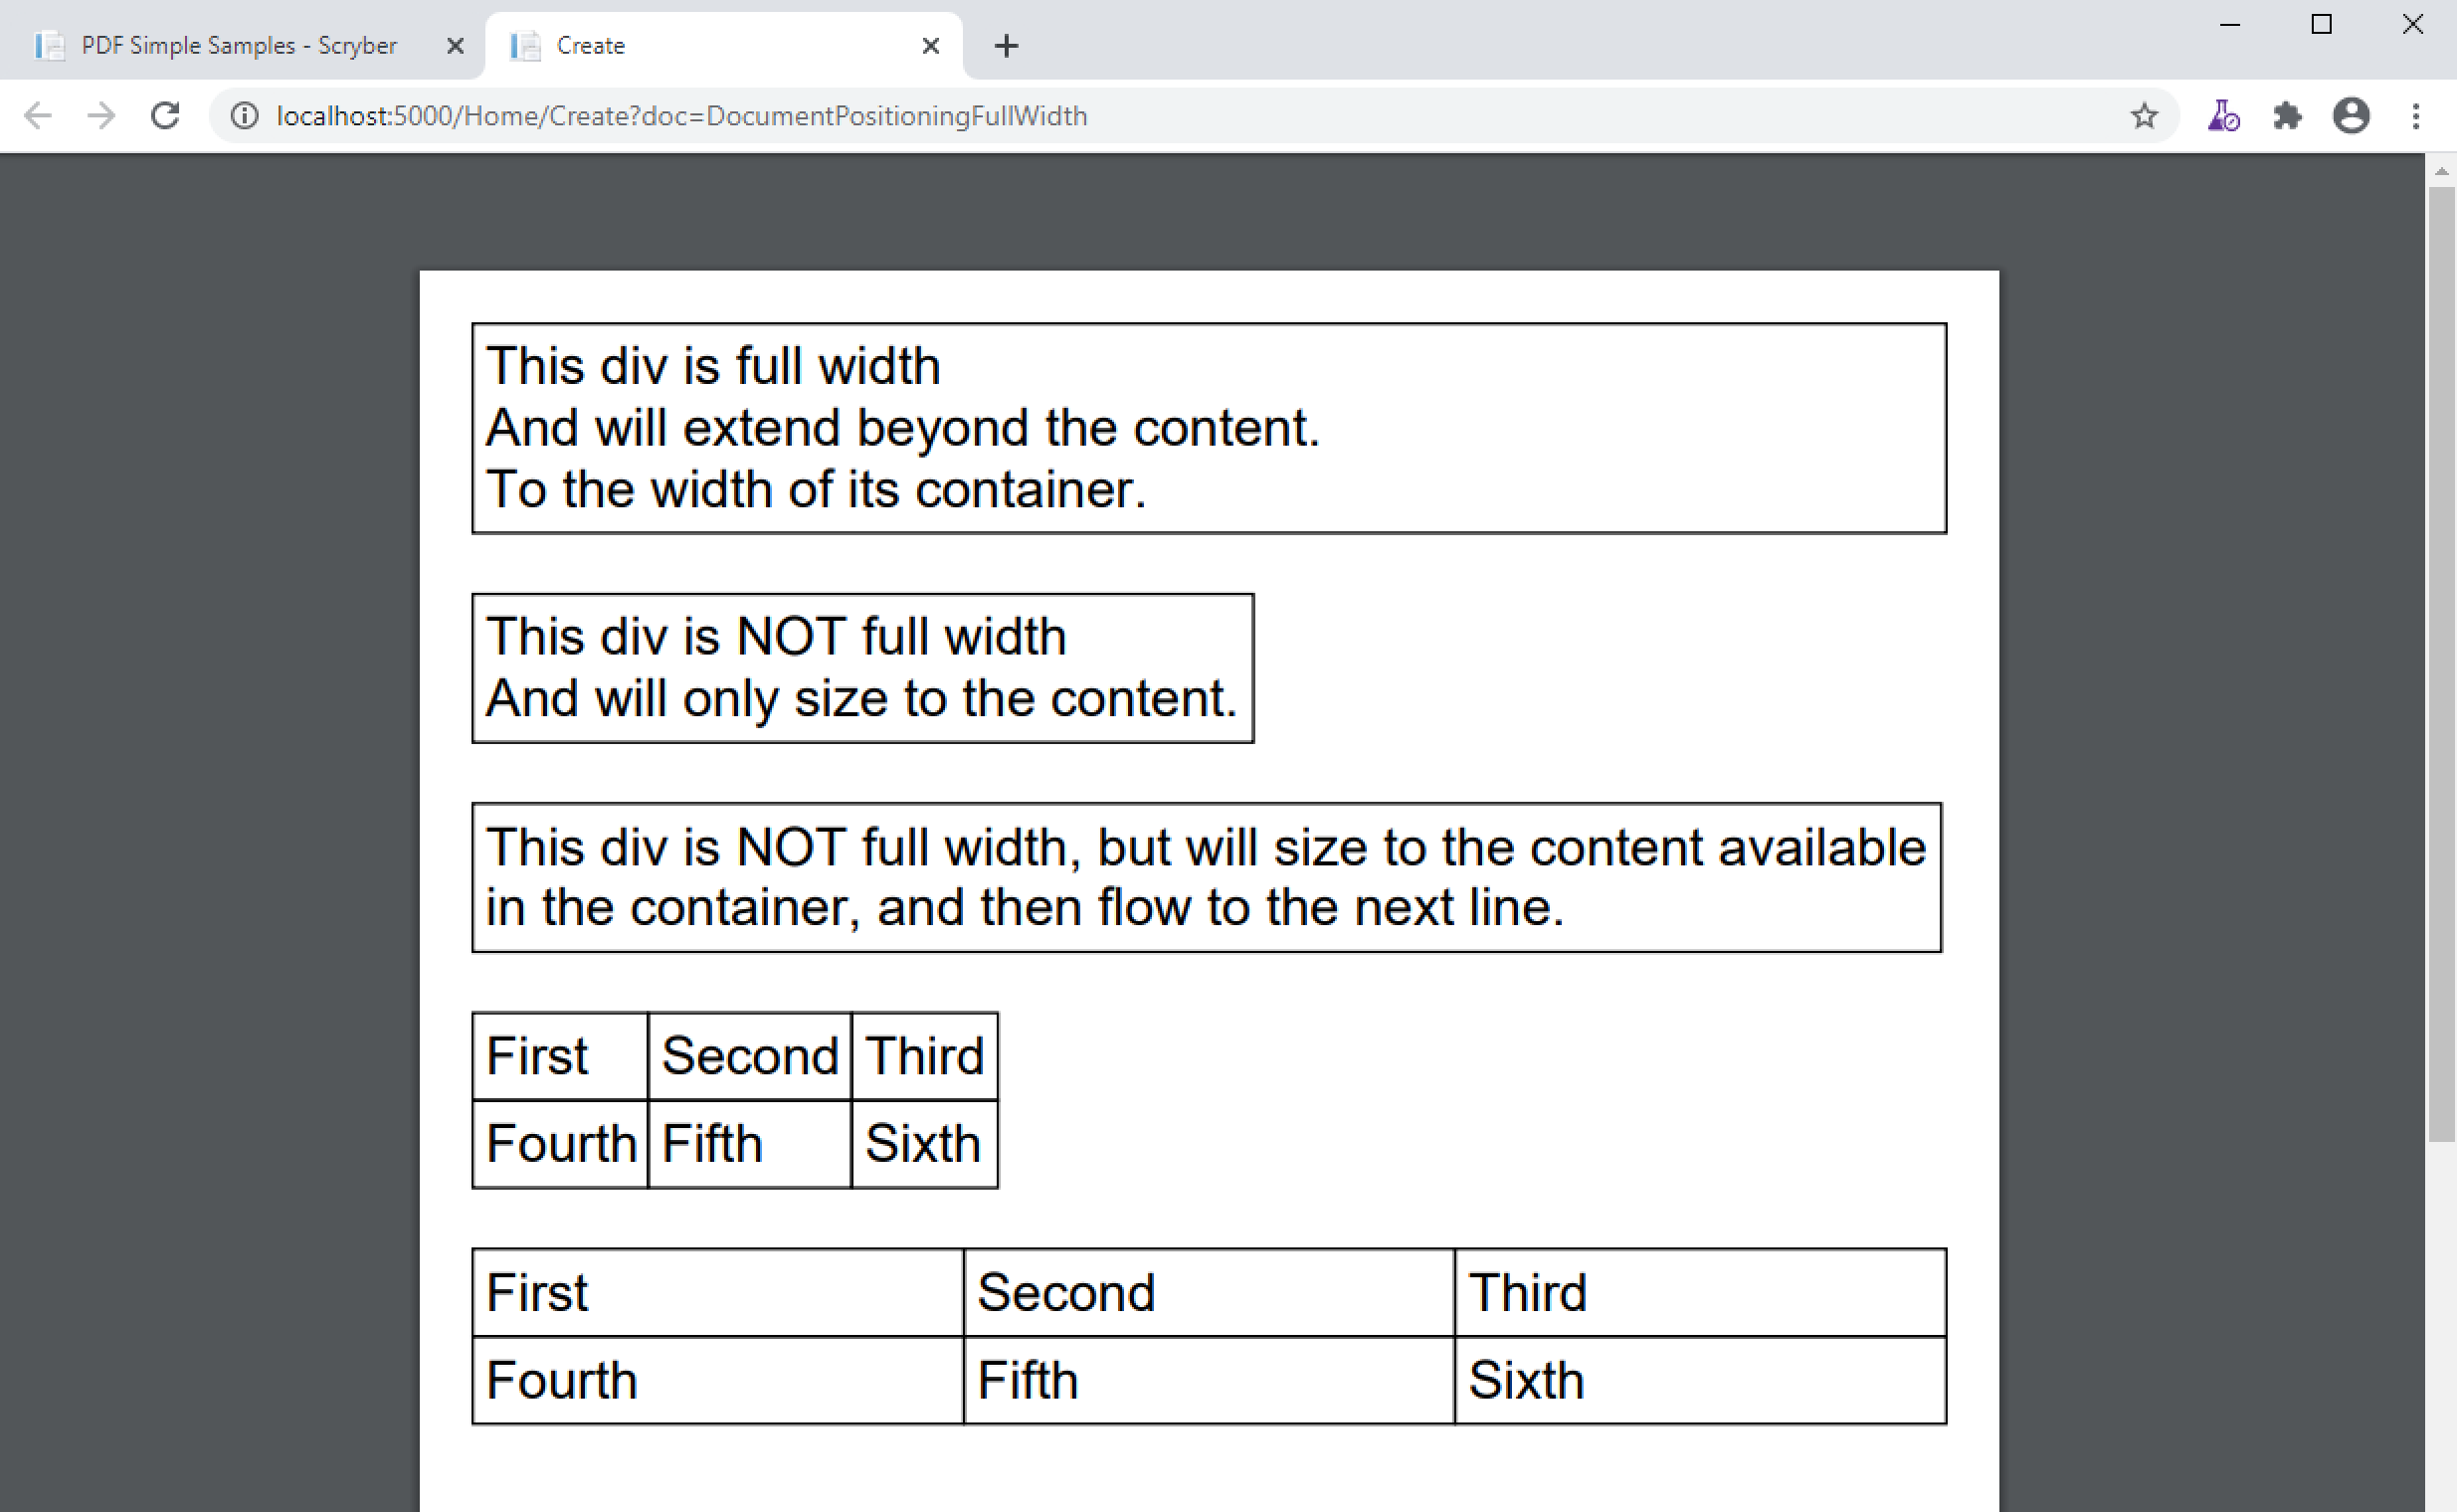 PDF Simple Samples - Scryber
Create
localhost:5000/Home/Create?doc=DocumentPositioningFullWidth
This div is full width
And will extend beyond the content.
To the width of its container.
This div is NOT full width
And will only size to the content.
This div is NOT full width, but will size to the content available
in the container, and then flow to the next line.
First Second Third
Fourth Fifth Sixth
First Second Third
Fourth Fifth Sixth